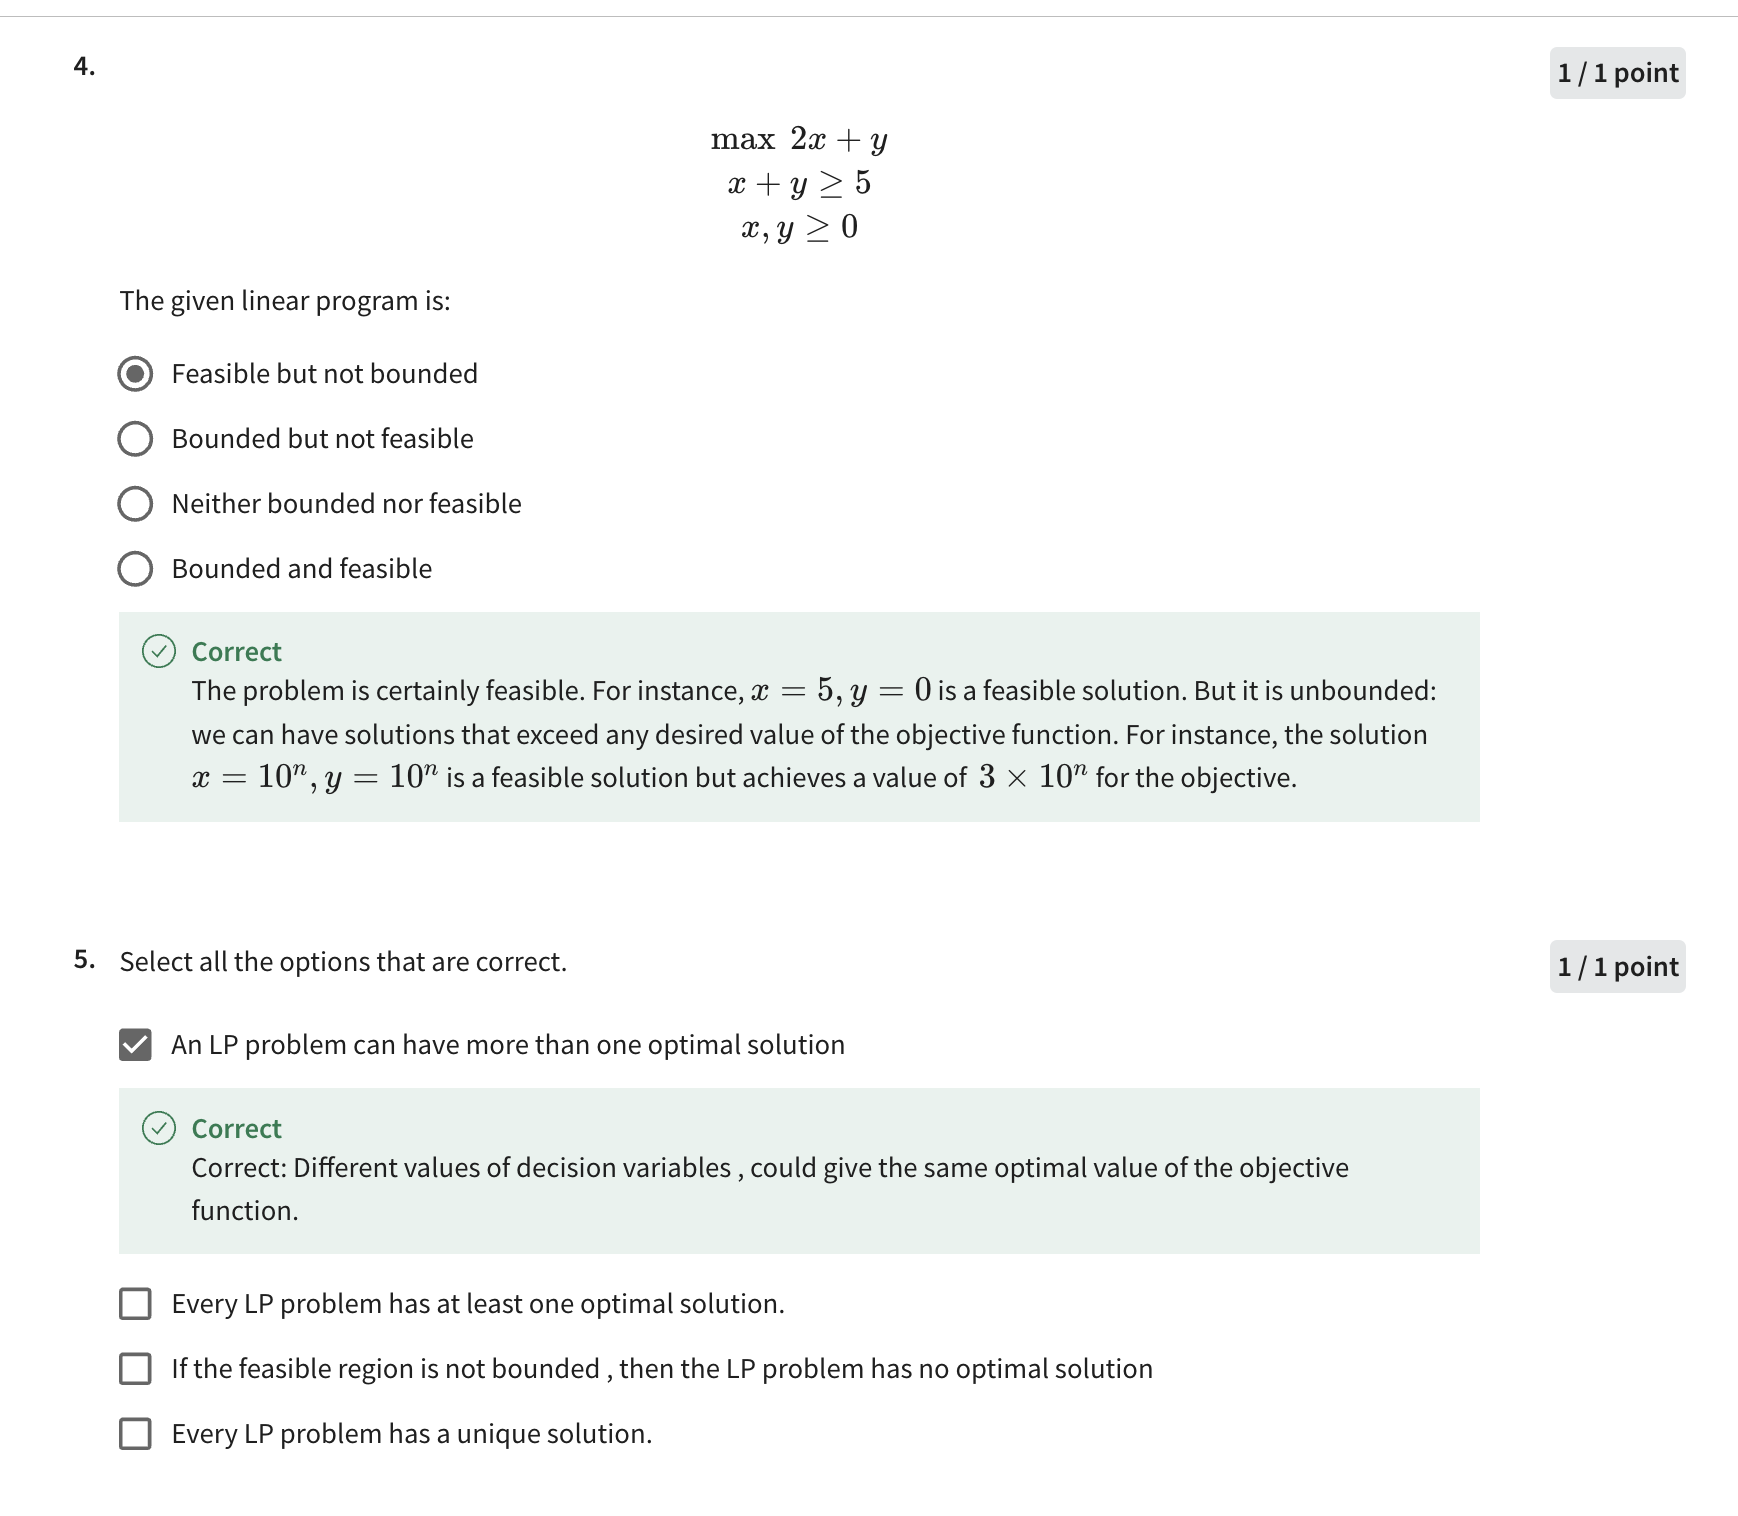 4.
1 / 1 point
max 2x + y
x + y ≥ 5
x, y ≥ 0
The given linear program is:
Feasible but not bounded
Bounded but not feasible
Neither bounded nor feasible
Bounded and feasible
Correct
The problem is certainly feasible. For instance, x = 5, y = 0 is a feasible solution. But it is unbounded:
we can have solutions that exceed any desired value of the objective function. For instance, the solution
x = 10ⁿ, y = 10ⁿ is a feasible solution but achieves a value of 3 × 10ⁿ for the objective.
5. Select all the options that are correct.
1 / 1 point
An LP problem can have more than one optimal solution
Correct
Correct: Different values of decision variables , could give the same optimal value of the objective
function.
Every LP problem has at least one optimal solution.
If the feasible region is not bounded , then the LP problem has no optimal solution
Every LP problem has a unique solution.